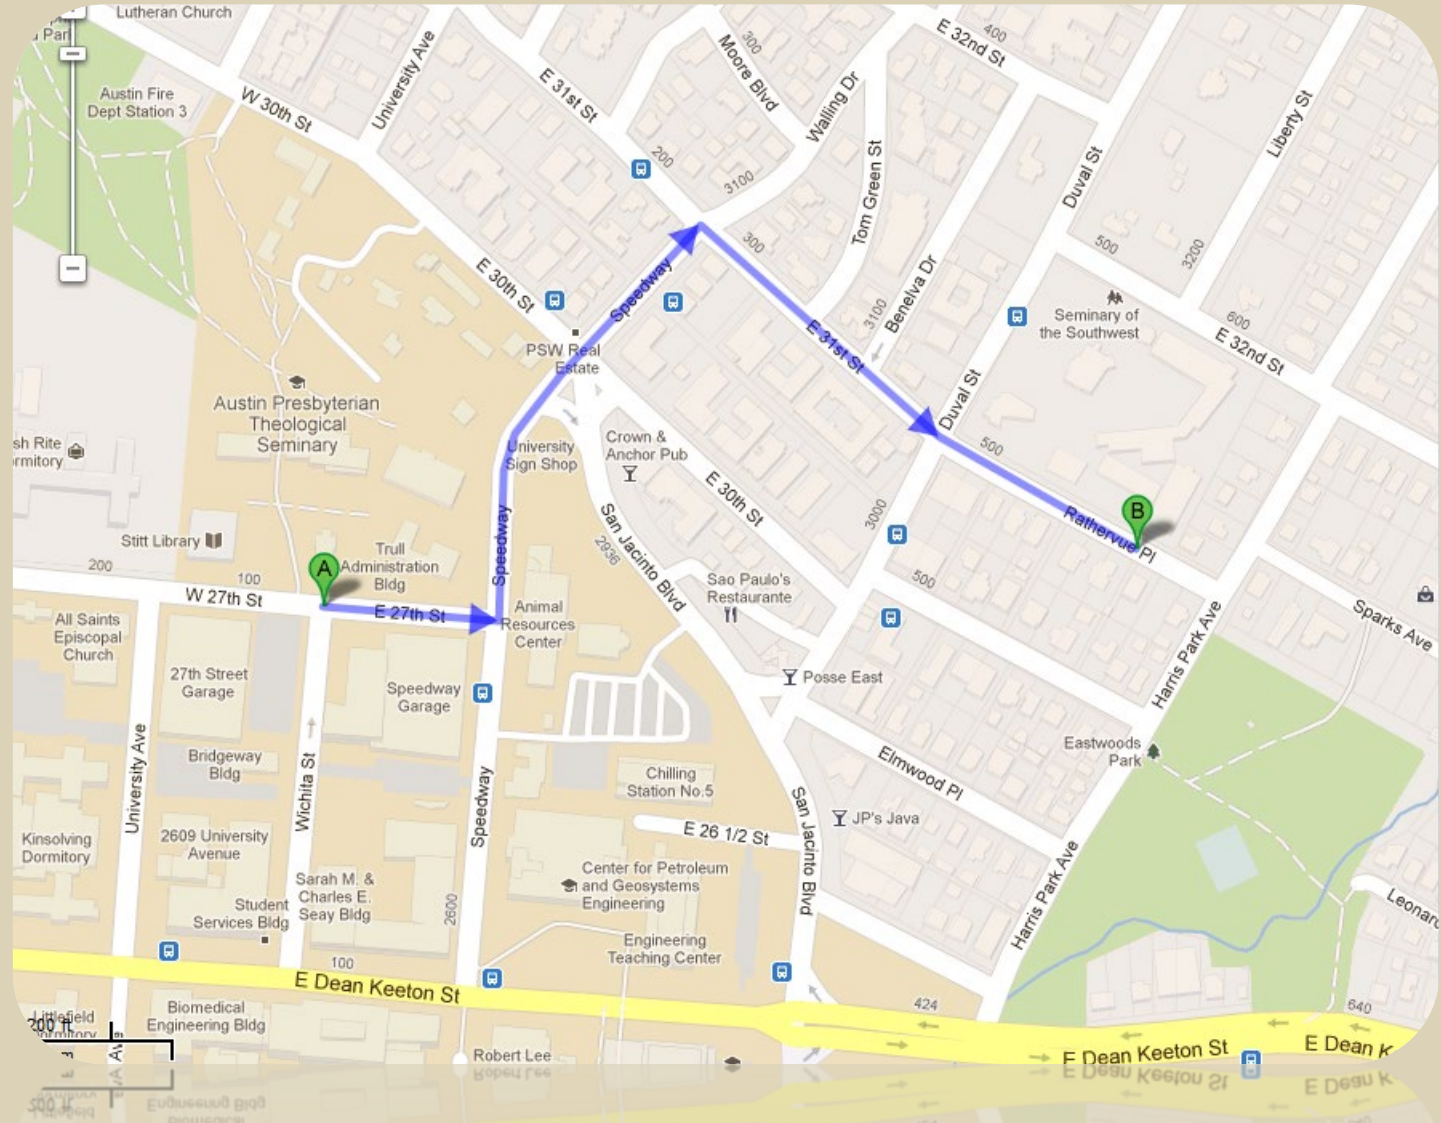 Lutheran Church
Park
Austin Fire
Dept Station 3
W 30th St
University Ave
E 31st St
200
300
Moore Blvd
3100
Walling Dr
E 32nd St
400
Tom Green St
Duval St
Liberty St
300
500
3200
Benelva Dr
3100
E 30th St
Speedway
PSW Real
Estate
E 31st St
Seminary of
the Southwest
600
E 32nd St
Austin Presbyterian
Theological
Seminary
Duval St
500
sh Rite
ormitory
University
Sign Shop
Crown &
Anchor Pub
E 30th St
3000
B
Rathervue Pl
Stitt Library
Speedway
San Jacinto Blvd
2936
200
100
W 27th St
A
Trull
Administration
Bldg
E 27th St
Animal
Resources
Center
Sao Paulo's
Restaurante
500
Sparks Ave
Harris Park Ave
All Saints
Episcopal
Church
27th Street
Garage
Speedway
Garage
Posse East
Eastwoods
Park
University Ave
Bridgeway
Bldg
Wichita St
Speedway
Chilling
Station No.5
Elmwood Pl
San Jacinto Blvd
JP's Java
E 26 1/2 St
Kinsolving
Dormitory
2609 University
Avenue
Sarah M. &
Charles E.
Seay Bldg
Student
Services Bldg
2600
Center for Petroleum
and Geosystems
Engineering
Engineering
Teaching Center
Harris Park Ave
Leonard
100
E Dean Keeton St
424
640
E Dean Keeton St
E Dean K
Littlefield
Dormitory
200 ft
Ave
Biomedical
Engineering Bldg
Robert Lee